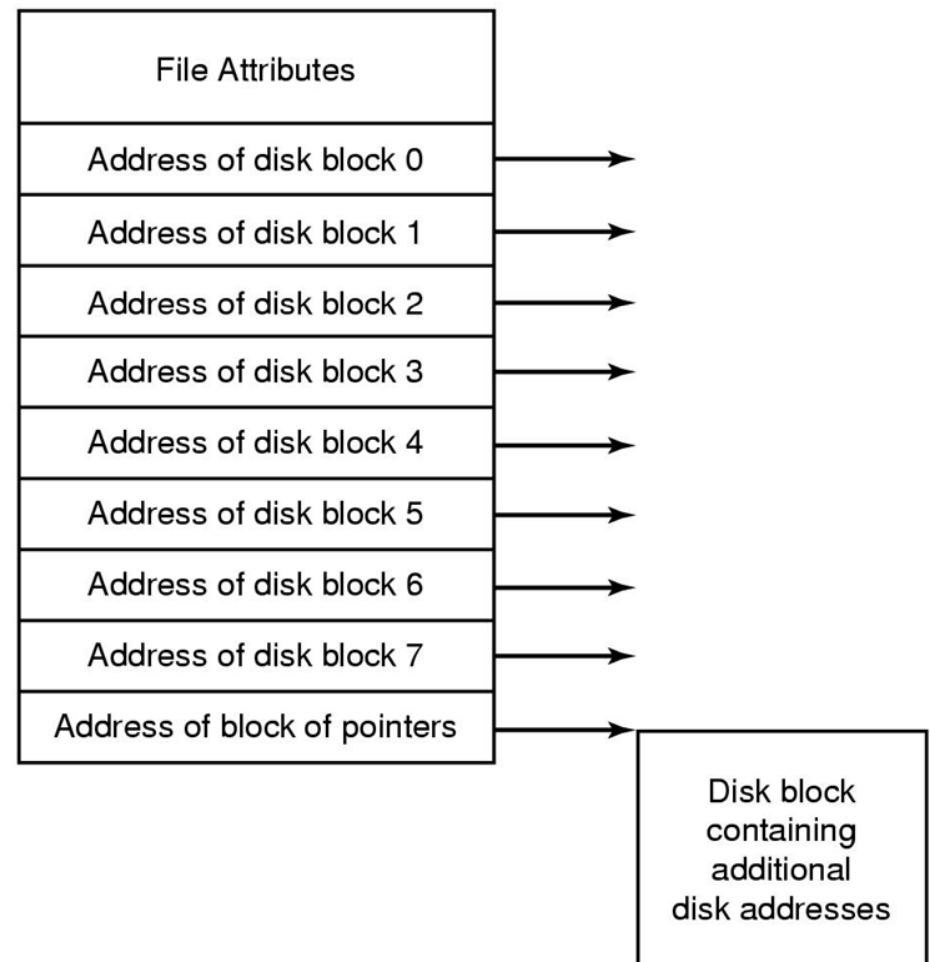 File Attributes
Address of disk block 0
Address of disk block 1
Address of disk block 2
Address of disk block 3
Address of disk block 4
Address of disk block 5
Address of disk block 6
Address of disk block 7
Address of block of pointers
Disk block
containing
additional
disk addresses